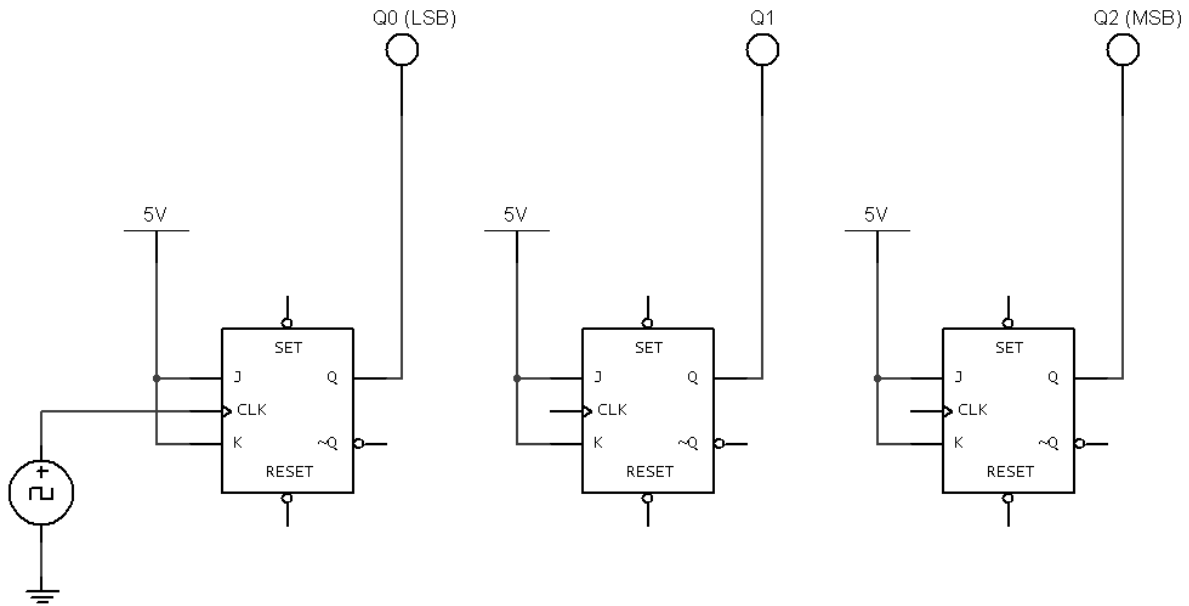 Q0 (LSB)
Q1
Q2 (MSB)
5V
5V
5V
SET
J
Q
CLK
K
~Q
RESET
SET
J
Q
CLK
K
~Q
RESET
SET
J
Q
CLK
K
~Q
RESET